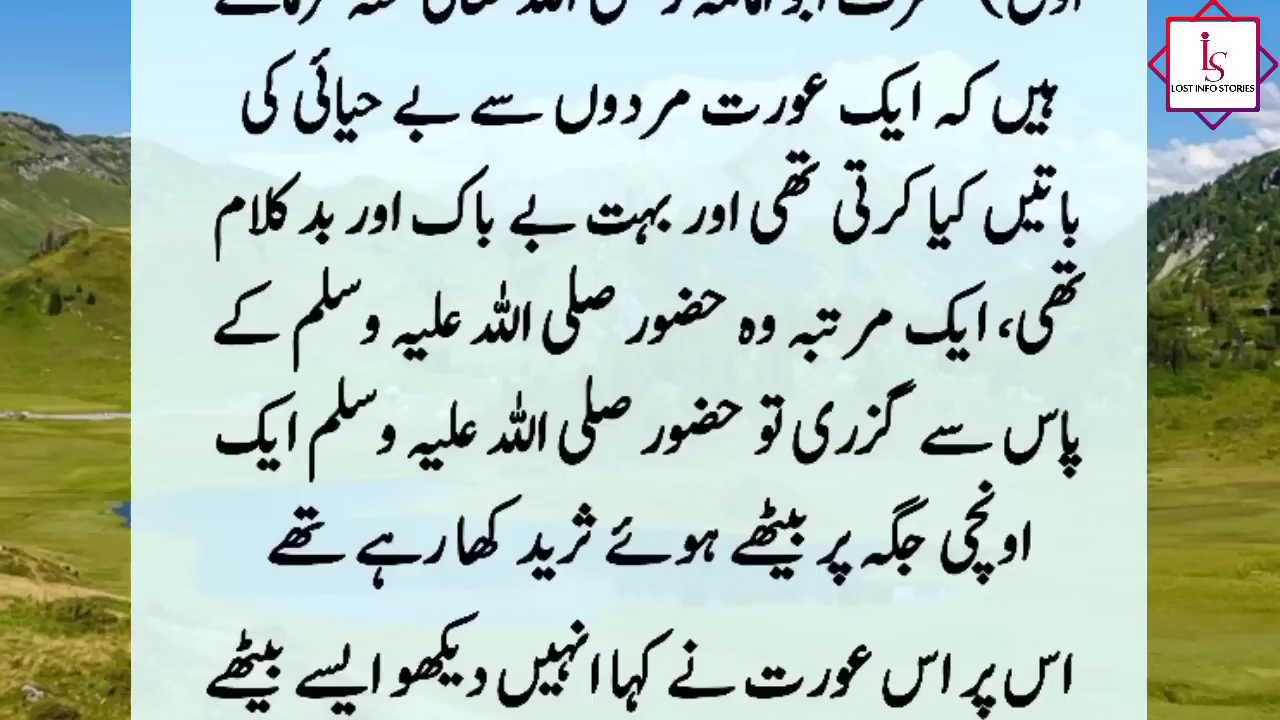 ہیں کہ ایک عورت مردوں سے بے حیائی کی
باتیں کیا کرتی تھی اور بہت بے باک اور بدکلام
تھی، ایک مرتبہ وہ حضور صلی اللہ علیہ وسلم کے
پاس سے گزری تو حضور صلی اللہ علیہ وسلم ایک
اونچی جگہ پر بیٹھے ہوئے ثرید کھا رہے تھے
اس پر اس عورت نے کہا انہیں دیکھو ایسے بیٹھے
LS
LOST INFO STORIES